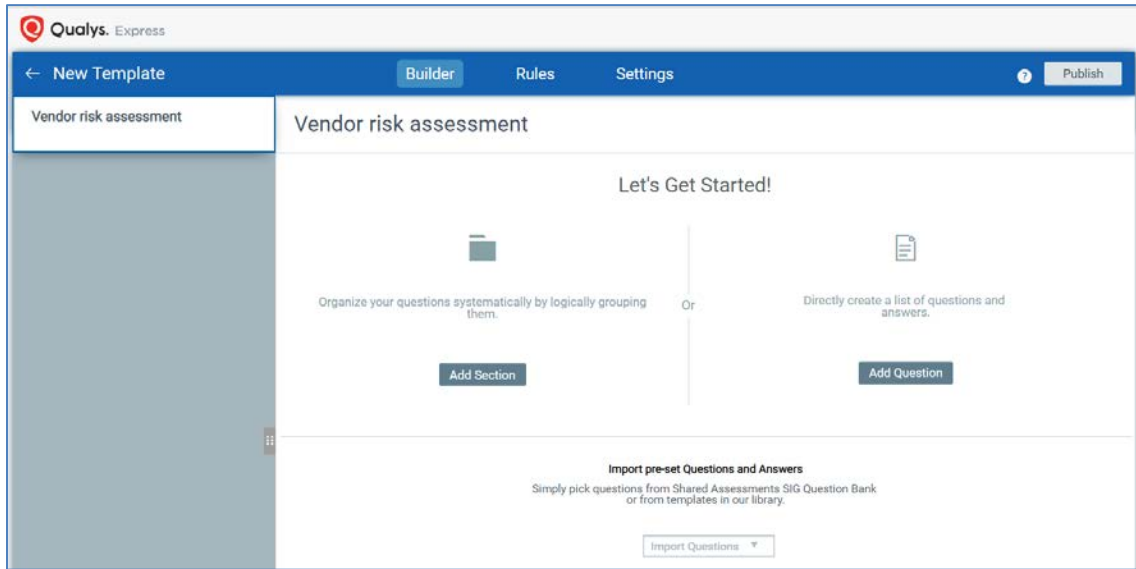 Qualys. Express
← New Template
Builder
Rules
Settings
?
Publish
Vendor risk assessment
Vendor risk assessment
Let's Get Started!
Organize your questions systematically by logically grouping
them.
Add Section
Or
Directly create a list of questions and
answers.
Add Question
Import pre-set Questions and Answers
Simply pick questions from Shared Assessments SIG Question Bank
or from templates in our library.
Import Questions ▼